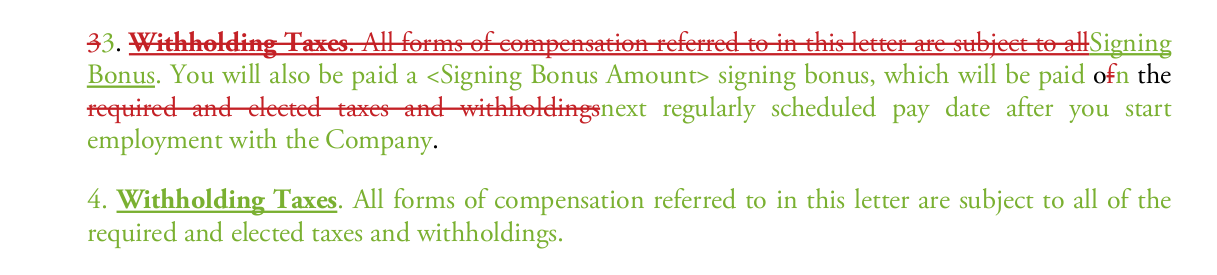 33. Withholding Taxes. All forms of compensation referred to in this letter are subject to allSigning
Bonus. You will also be paid a <Signing Bonus Amount> signing bonus, which will be paid ofn the
required and elected taxes and withholdingsnext regularly scheduled pay date after you start
employment with the Company.
4. Withholding Taxes. All forms of compensation referred to in this letter are subject to all of the
required and elected taxes and withholdings.